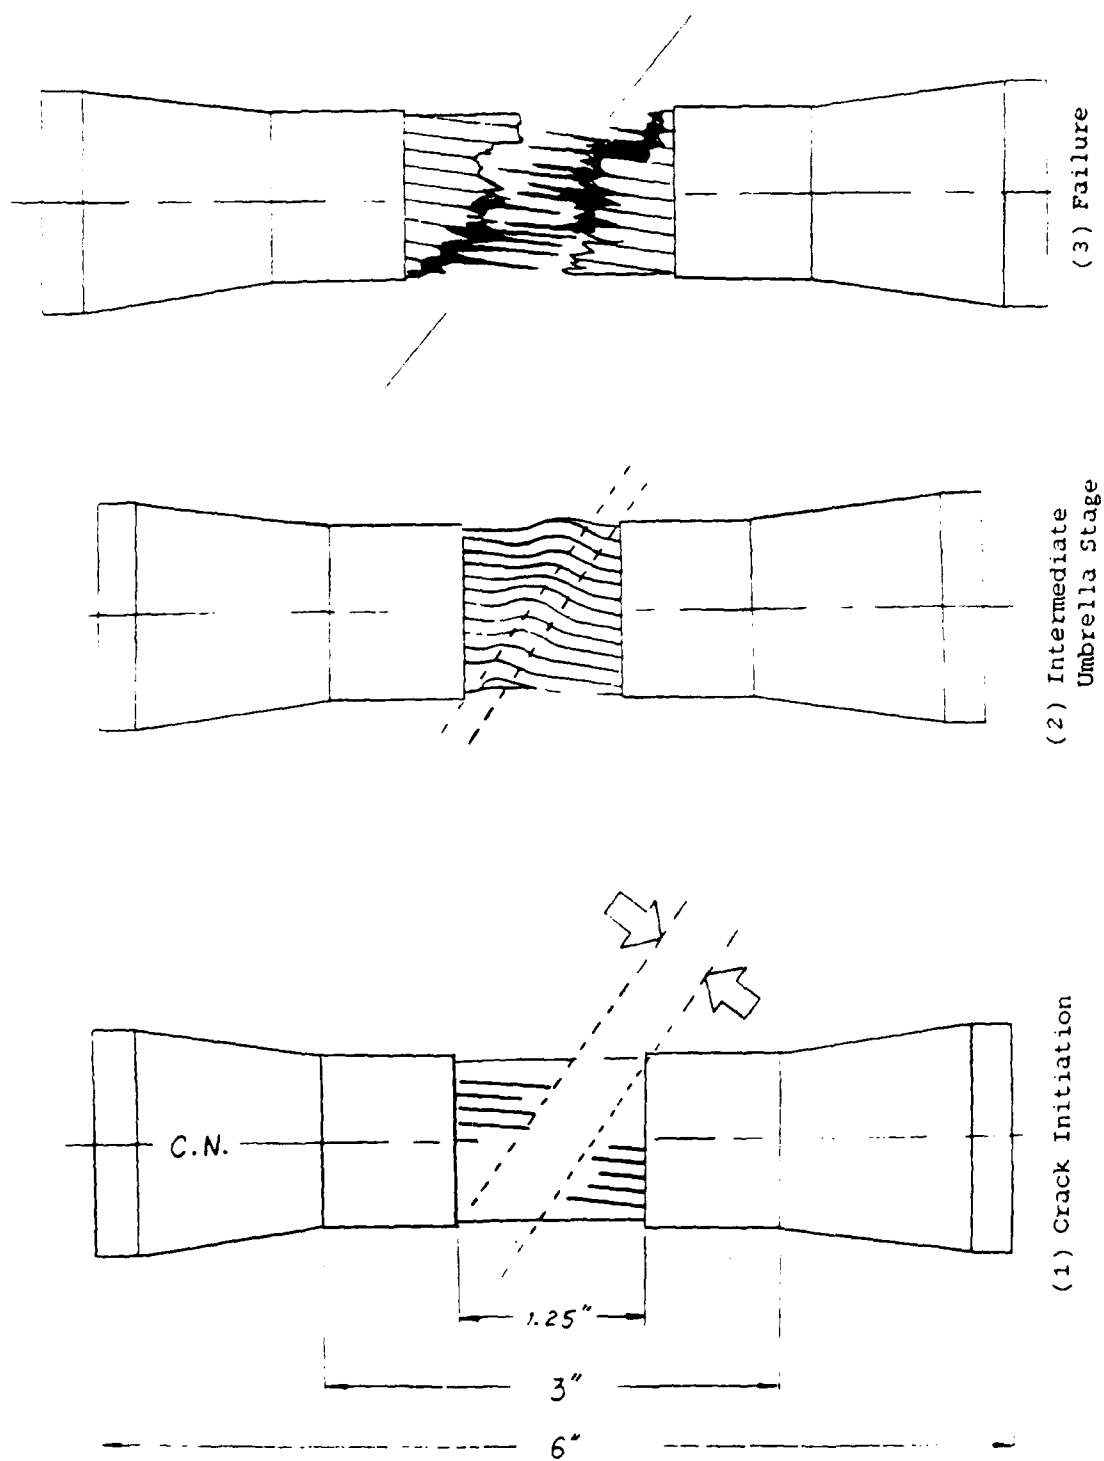 (3) Failure
(2) Intermediate
Umbrella Stage
C.N.
(1) Crack Initiation
1.25"
3"
6"